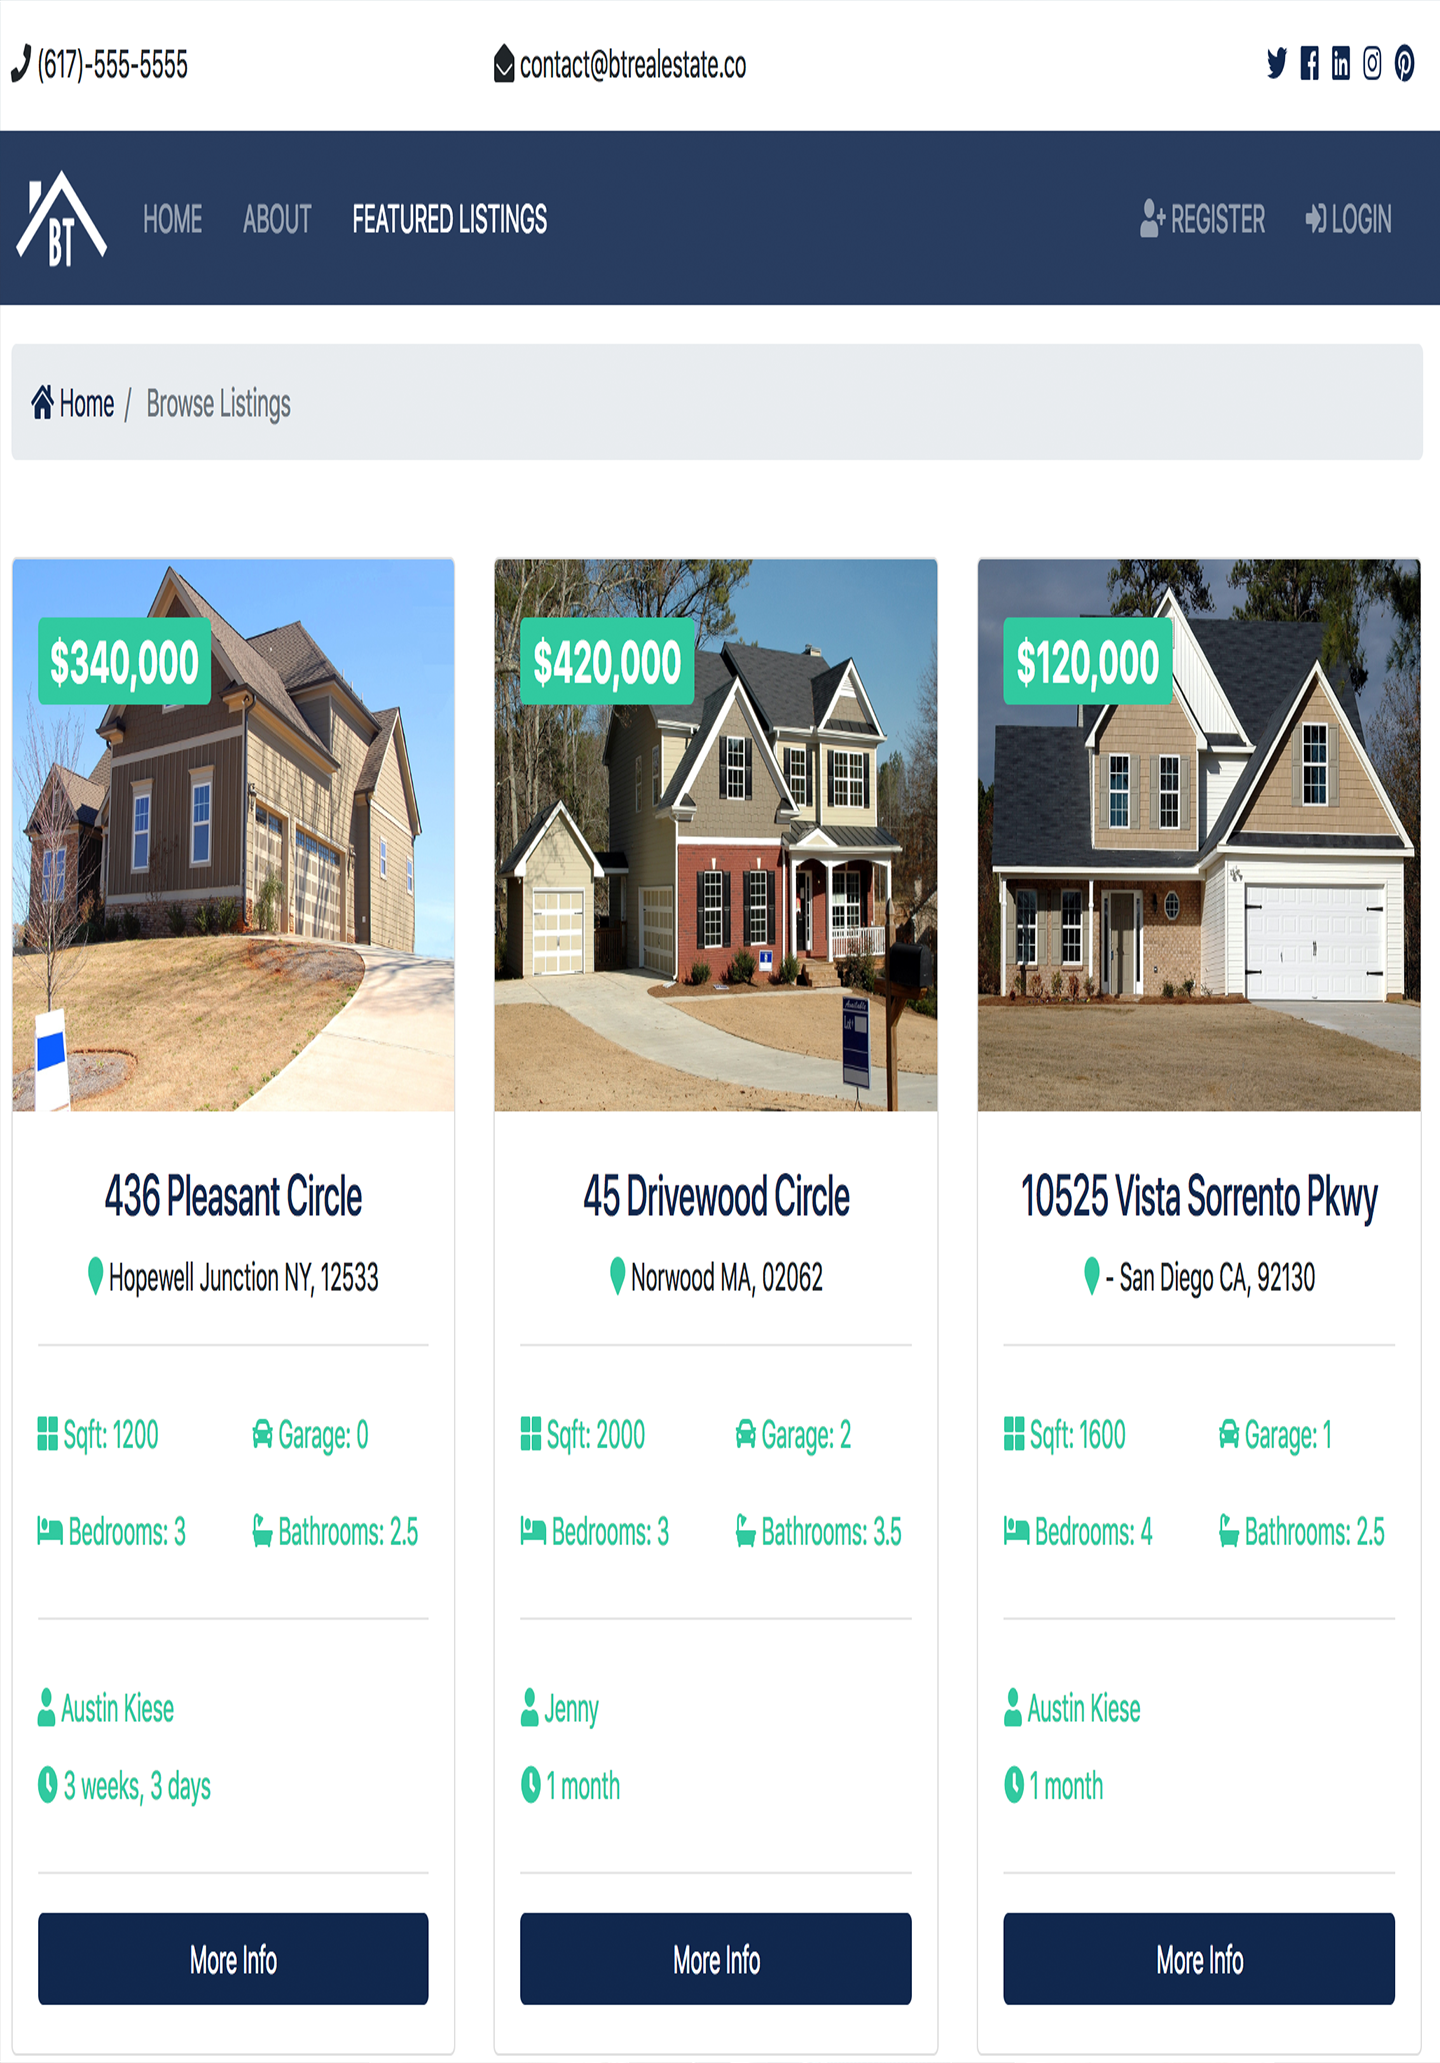 (617)-555-5555
contact@btrealestate.co
BT
HOME
ABOUT
FEATURED LISTINGS
REGISTER
LOGIN
Home / Browse Listings
$340,000
436 Pleasant Circle
Hopewell Junction NY, 12533
Sqft: 1200
Garage: 0
Bedrooms: 3
Bathrooms: 2.5
Austin Kiese
3 weeks, 3 days
More Info
$420,000
Available
Lot
45 Drivewood Circle
Norwood MA, 02062
Sqft: 2000
Garage: 2
Bedrooms: 3
Bathrooms: 3.5
Jenny
1 month
More Info
$120,000
10525 Vista Sorrento Pkwy
- San Diego CA, 92130
Sqft: 1600
Garage: 1
Bedrooms: 4
Bathrooms: 2.5
Austin Kiese
1 month
More Info